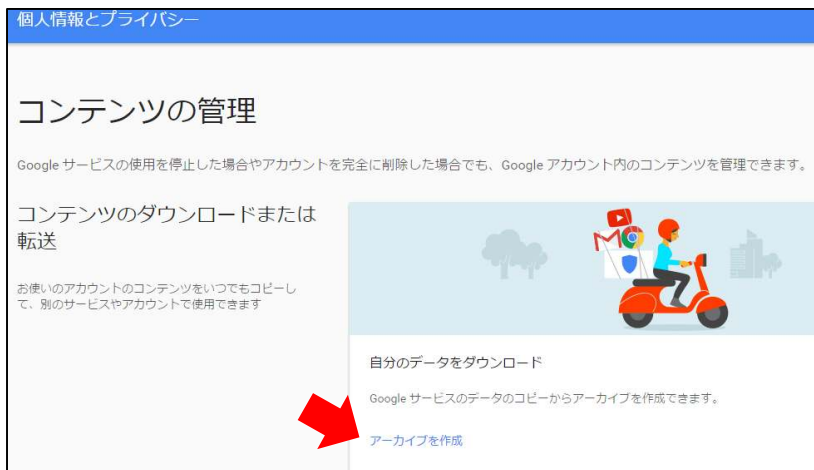 個人情報とプライバシー
コンテンツの管理
Google サービスの使用を停止した場合やアカウントを完全に削除した場合でも、Google アカウント内のコンテンツを管理できます。
コンテンツのダウンロードまたは
転送
お使いのアカウントのコンテンツをいつでもコピーし
て、別のサービスやアカウントで使用できます
自分のデータをダウンロード
Google サービスのデータのコピーからアーカイブを作成できます。
アーカイブを作成